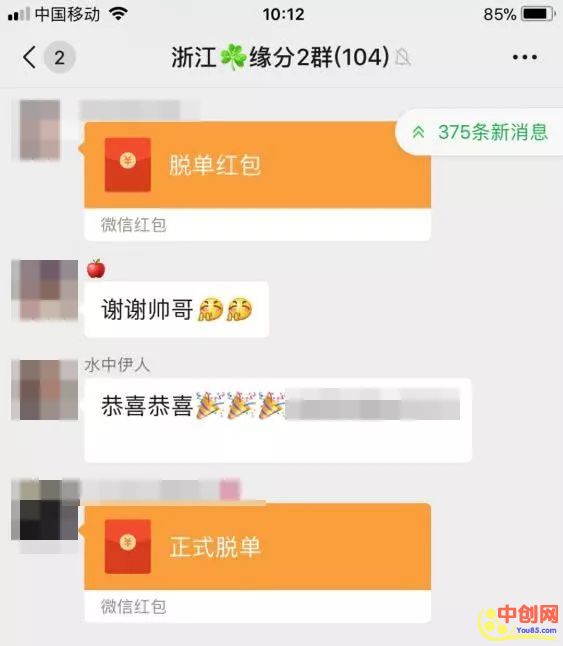 中国移动
10:12
85%
2
浙江🍀缘分2群(104)
375条新消息
脱单红包
微信红包
谢谢帅哥
水中伊人
恭喜恭喜🎉🎉🎉
正式脱单
微信红包
中创网
You85.com